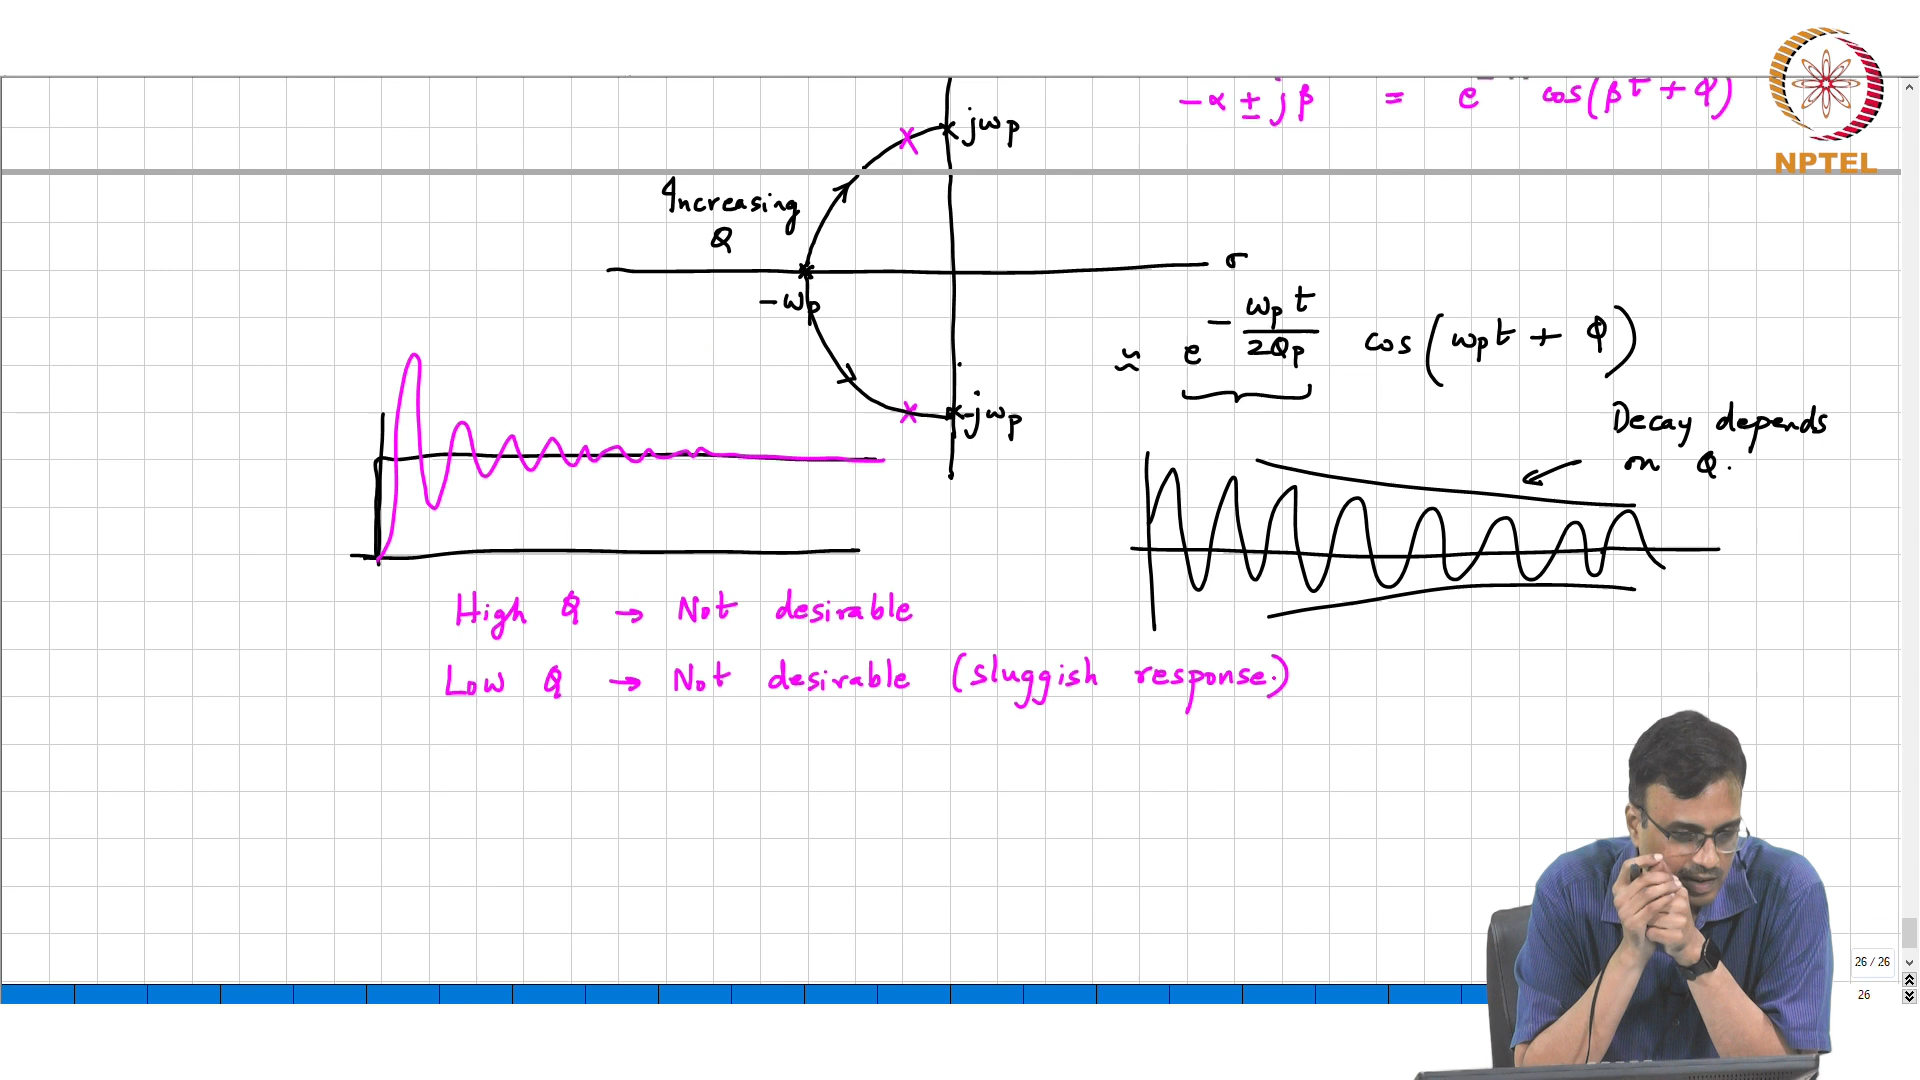 -α ± jβ = e cos(βt + φ)
NPTEL
jωp
Increasing
Q
σ
-ωp
≈ e^(-ωp t / 2Qp) cos(ωpt + φ)
-jωp
Decay depends
on Q.
High Q → Not desirable
Low Q → Not desirable (sluggish response.)
26 / 26
26